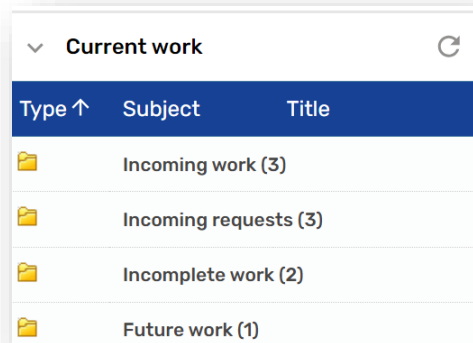 Current work
Type↑ Subject Title
Incoming work (3)
Incoming requests (3)
Incomplete work (2)
Future work (1)